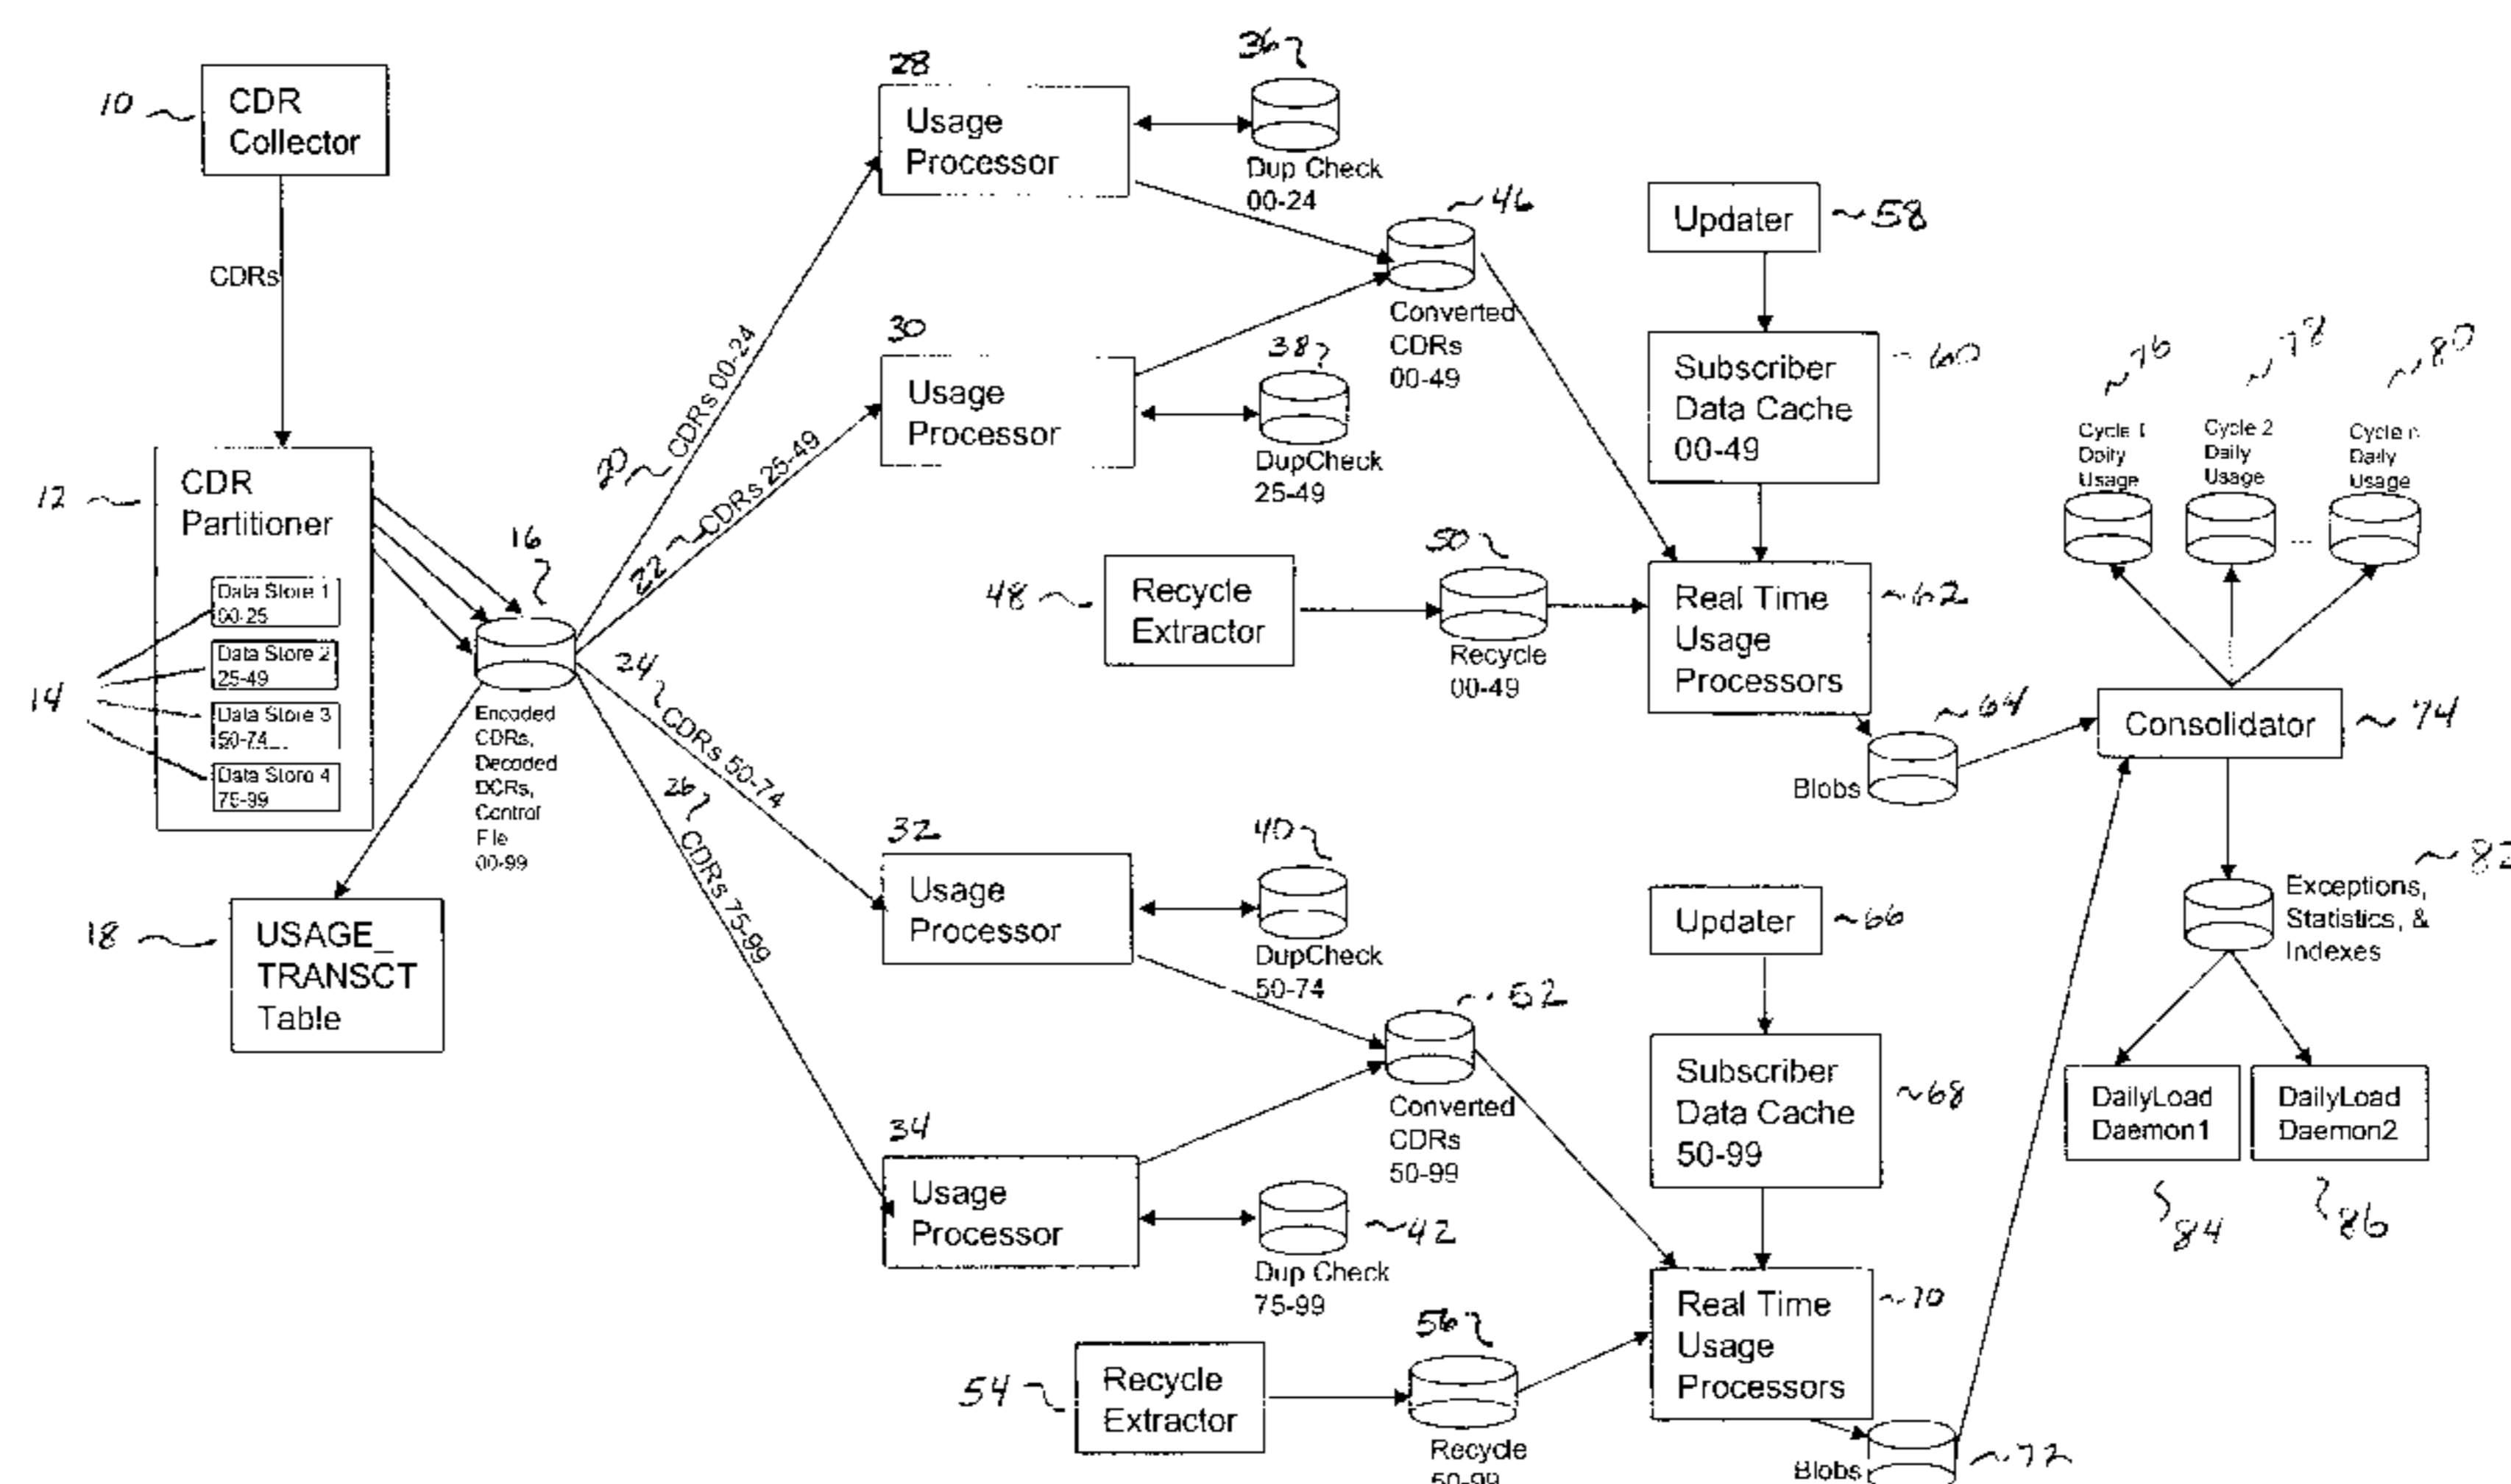 10
CDR
Collector
CDRs
12
CDR
Partitioner
Data Store 1
00-25
Data Store 2
25-49
Data Store 3
50-74
Data Store 4
75-99
14
16
Encoded
CDRs,
Decoded
DCRs,
Control
File
00-99
18
USAGE_
TRANSCT
Table
20
CDRs 00-24
22
CDRs 25-49
24
CDRs 50-74
26
CDRs 75-99
28
Usage
Processor
36
Dup Check
00-24
30
Usage
Processor
38
DupCheck
25-49
46
Converted
CDRs
00-49
48
Recycle
Extractor
50
Recycle
00-49
32
Usage
Processor
40
DupCheck
50-74
52
Converted
CDRs
50-99
34
Usage
Processor
42
Dup Check
75-99
54
Recycle
Extractor
56
Recycle
50-99
Updater
58
Subscriber
Data Cache
00-49
60
Real Time
Usage
Processors
62
64
Blobs
Updater
66
Subscriber
Data Cache
50-99
68
Real Time
Usage
Processors
70
Blobs
72
76
78
80
Cycle 1
Daily
Usage
Cycle 2
Daily
Usage
...
Cycle n
Daily
Usage
Consolidator
74
82
Exceptions,
Statistics, &
Indexes
DailyLoad
Daemon1
DailyLoad
Daemon2
84
86